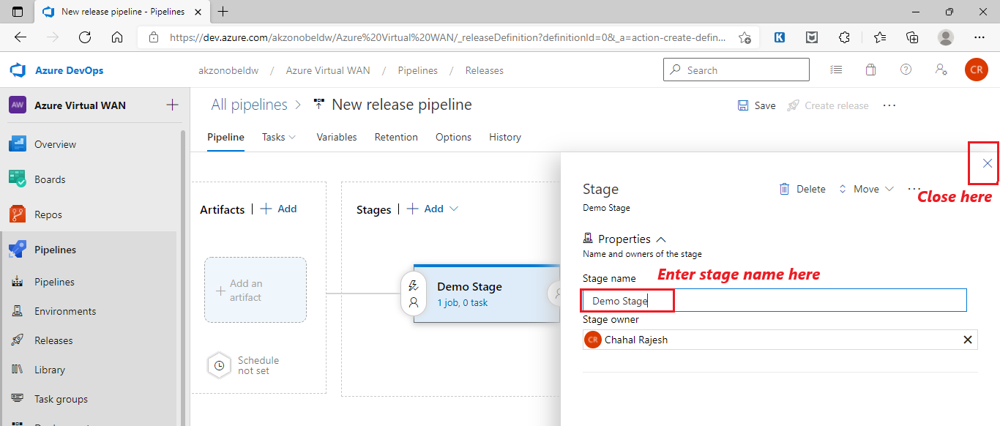 New release pipeline - Pipelines
https://dev.azure.com/akzonobeldw/Azure%20Virtual%20WAN/_releaseDefinition?definitionId=0&_a=action-create-defin...
Azure DevOps
akzonobeldw / Azure Virtual WAN / Pipelines / Releases
Search
CR
AW Azure Virtual WAN
All pipelines > New release pipeline
Save Create release ...
Pipeline Tasks Variables Retention Options History
Overview
Boards
Repos
Pipelines
Pipelines
Environments
Releases
Library
Task groups
Artifacts | + Add
Add an
artifact
Schedule
not set
Stages | + Add
Demo Stage
1 job, 0 task
Stage
Demo Stage
Delete Move ...
Close here
Properties
Name and owners of the stage
Stage name
Enter stage name here
Demo Stage
Stage owner
CR Chahal Rajesh